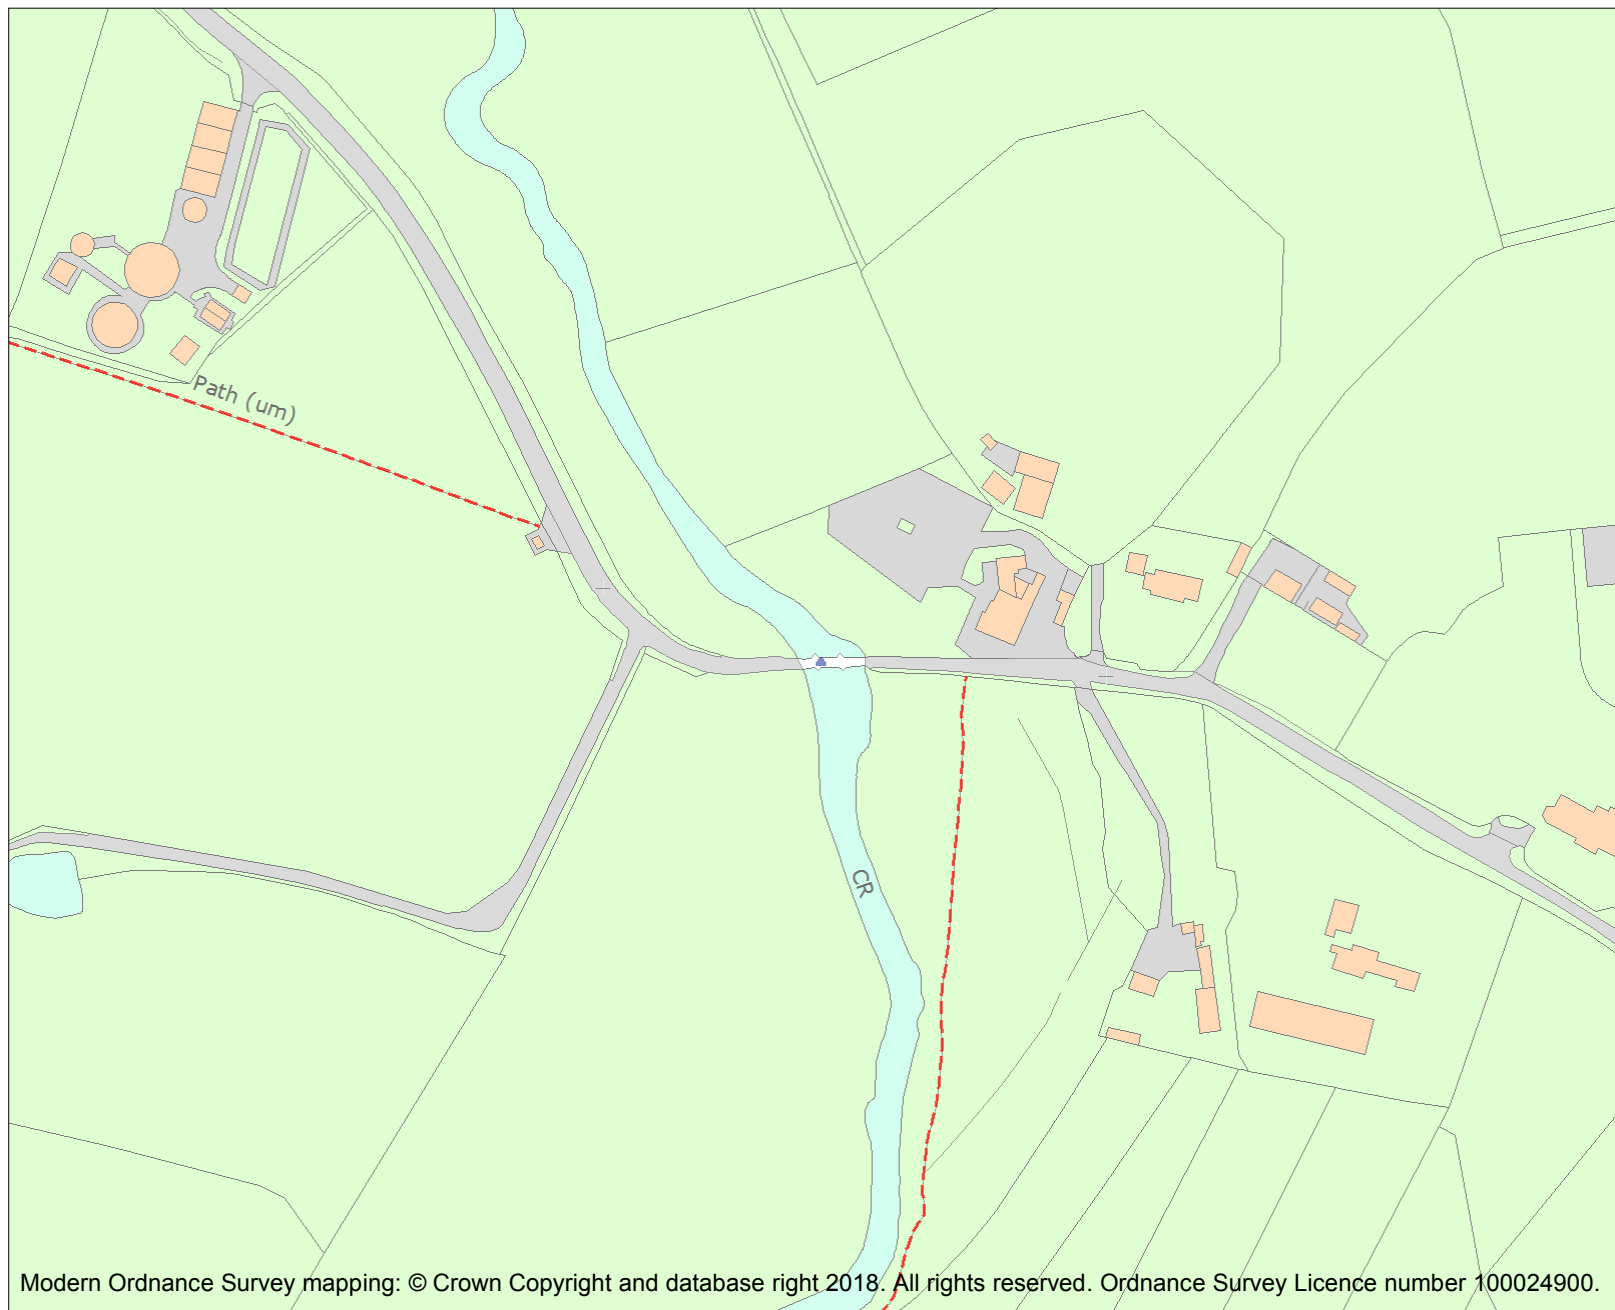 Path (um)
CR
Modern Ordnance Survey mapping: © Crown Copyright and database right 2018. All rights reserved. Ordnance Survey Licence number 100024900.